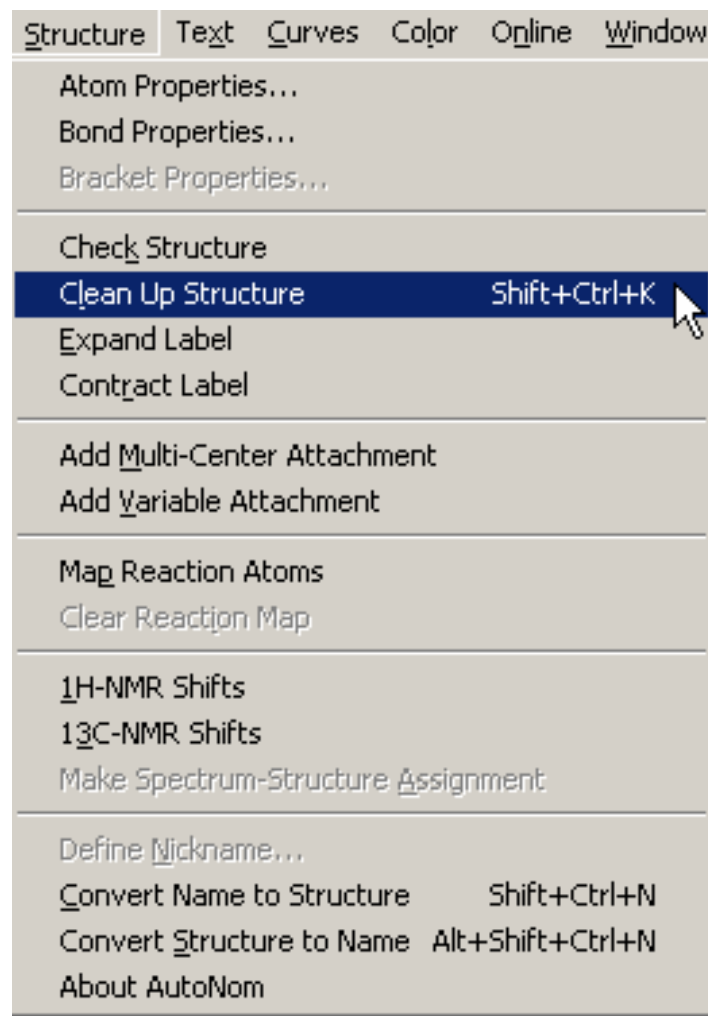 Structure Text Curves Color Online Window
Atom Properties...
Bond Properties...
Bracket Properties...
Check Structure
Clean Up Structure Shift+Ctrl+K
Expand Label
Contract Label
Add Multi-Center Attachment
Add Variable Attachment
Map Reaction Atoms
Clear Reaction Map
1H-NMR Shifts
13C-NMR Shifts
Make Spectrum-Structure Assignment
Define Nickname...
Convert Name to Structure Shift+Ctrl+N
Convert Structure to Name Alt+Shift+Ctrl+N
About AutoNom